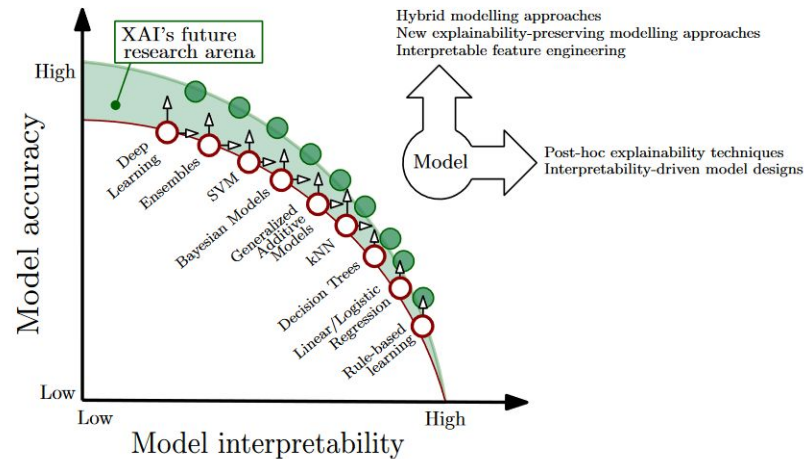 XAI's future
research arena
High
Model accuracy
Low
Low
High
Model interpretability
Deep
Learning
Ensembles
SVM
Bayesian Models
Generalized
Additive
Models
kNN
Decision Trees
Linear/Logistic
Regression
Rule-based
learning
Hybrid modelling approaches
New explainability-preserving modelling approaches
Interpretable feature engineering
Model
Post-hoc explainability techniques
Interpretability-driven model designs